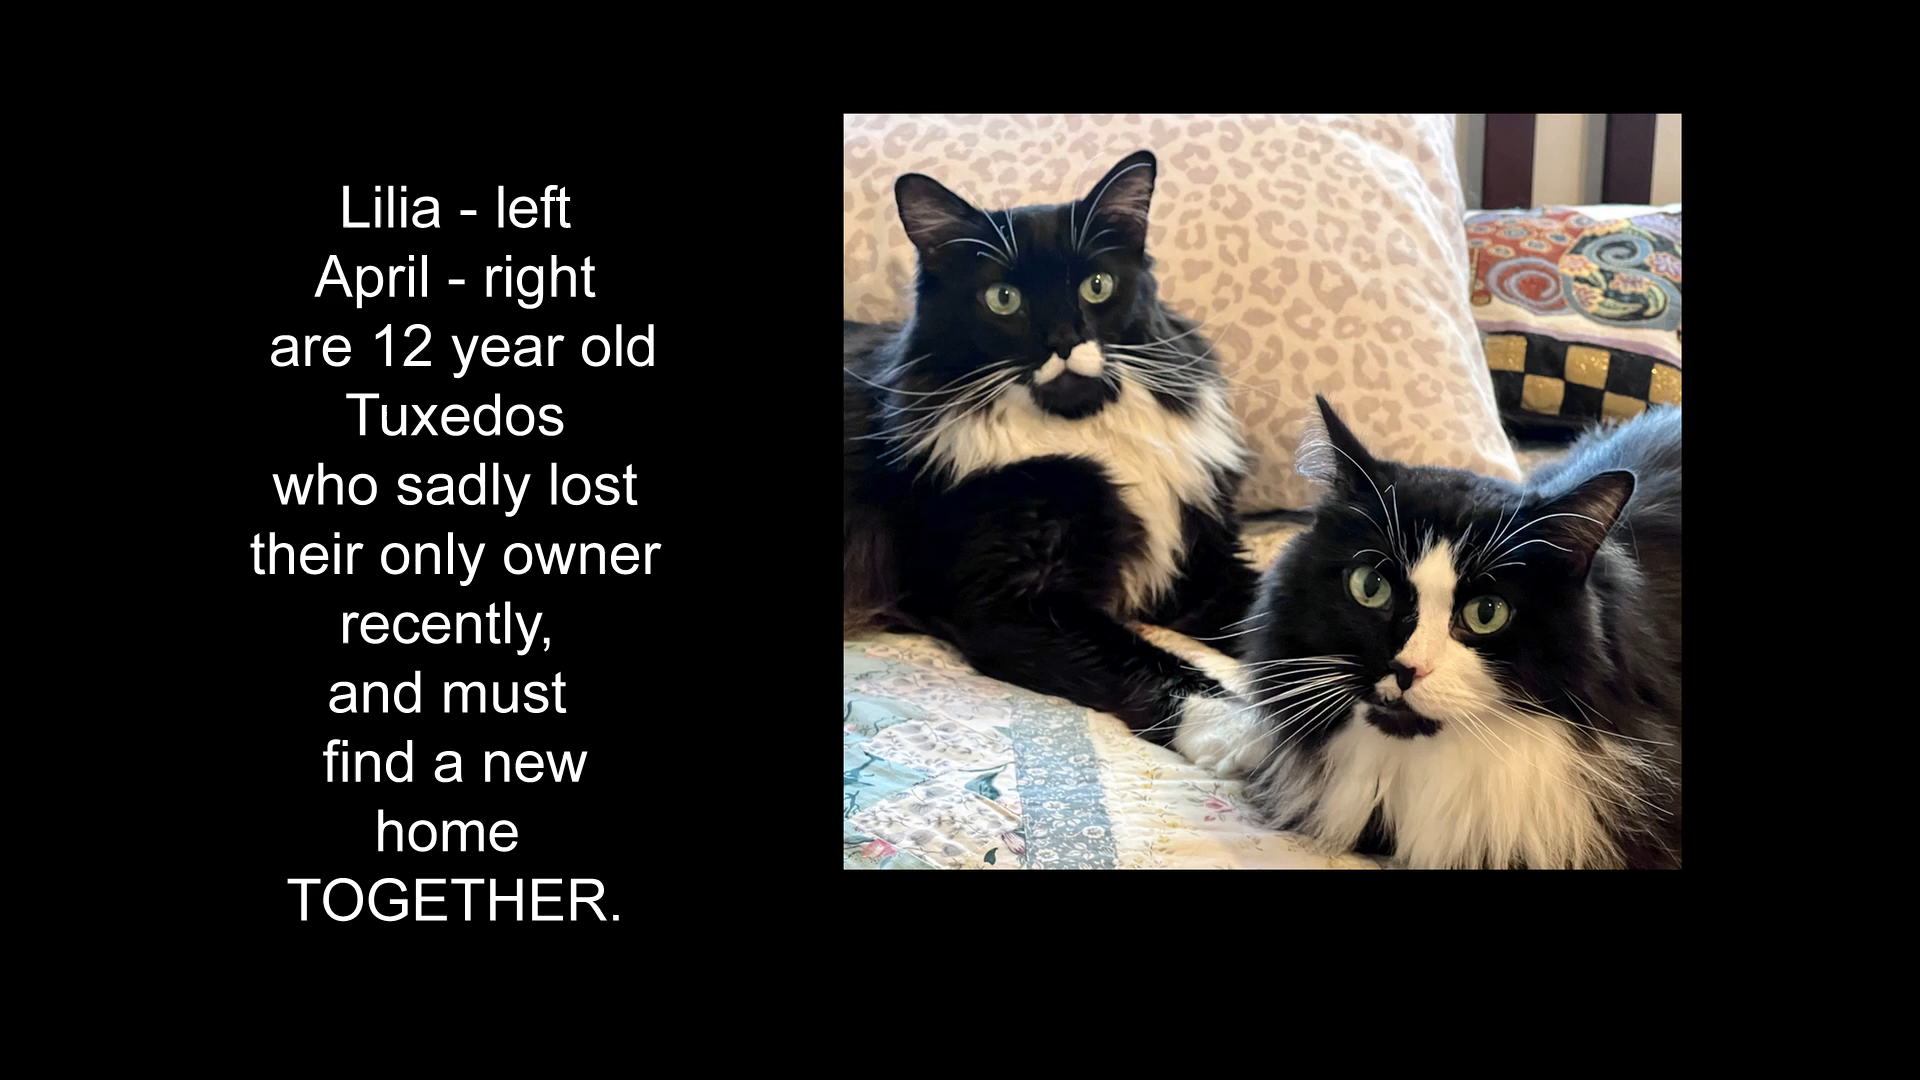 Lilia - left
April - right
are 12 year old
Tuxedos
who sadly lost
their only owner
recently,
and must
find a new
home
TOGETHER.